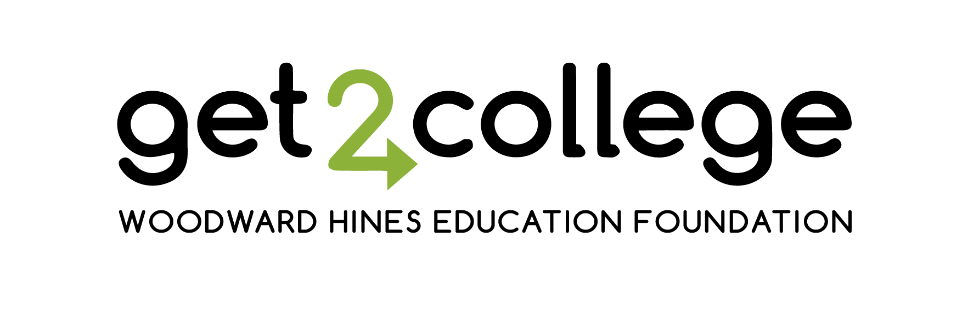 get2college
WOODWARD HINES EDUCATION FOUNDATION